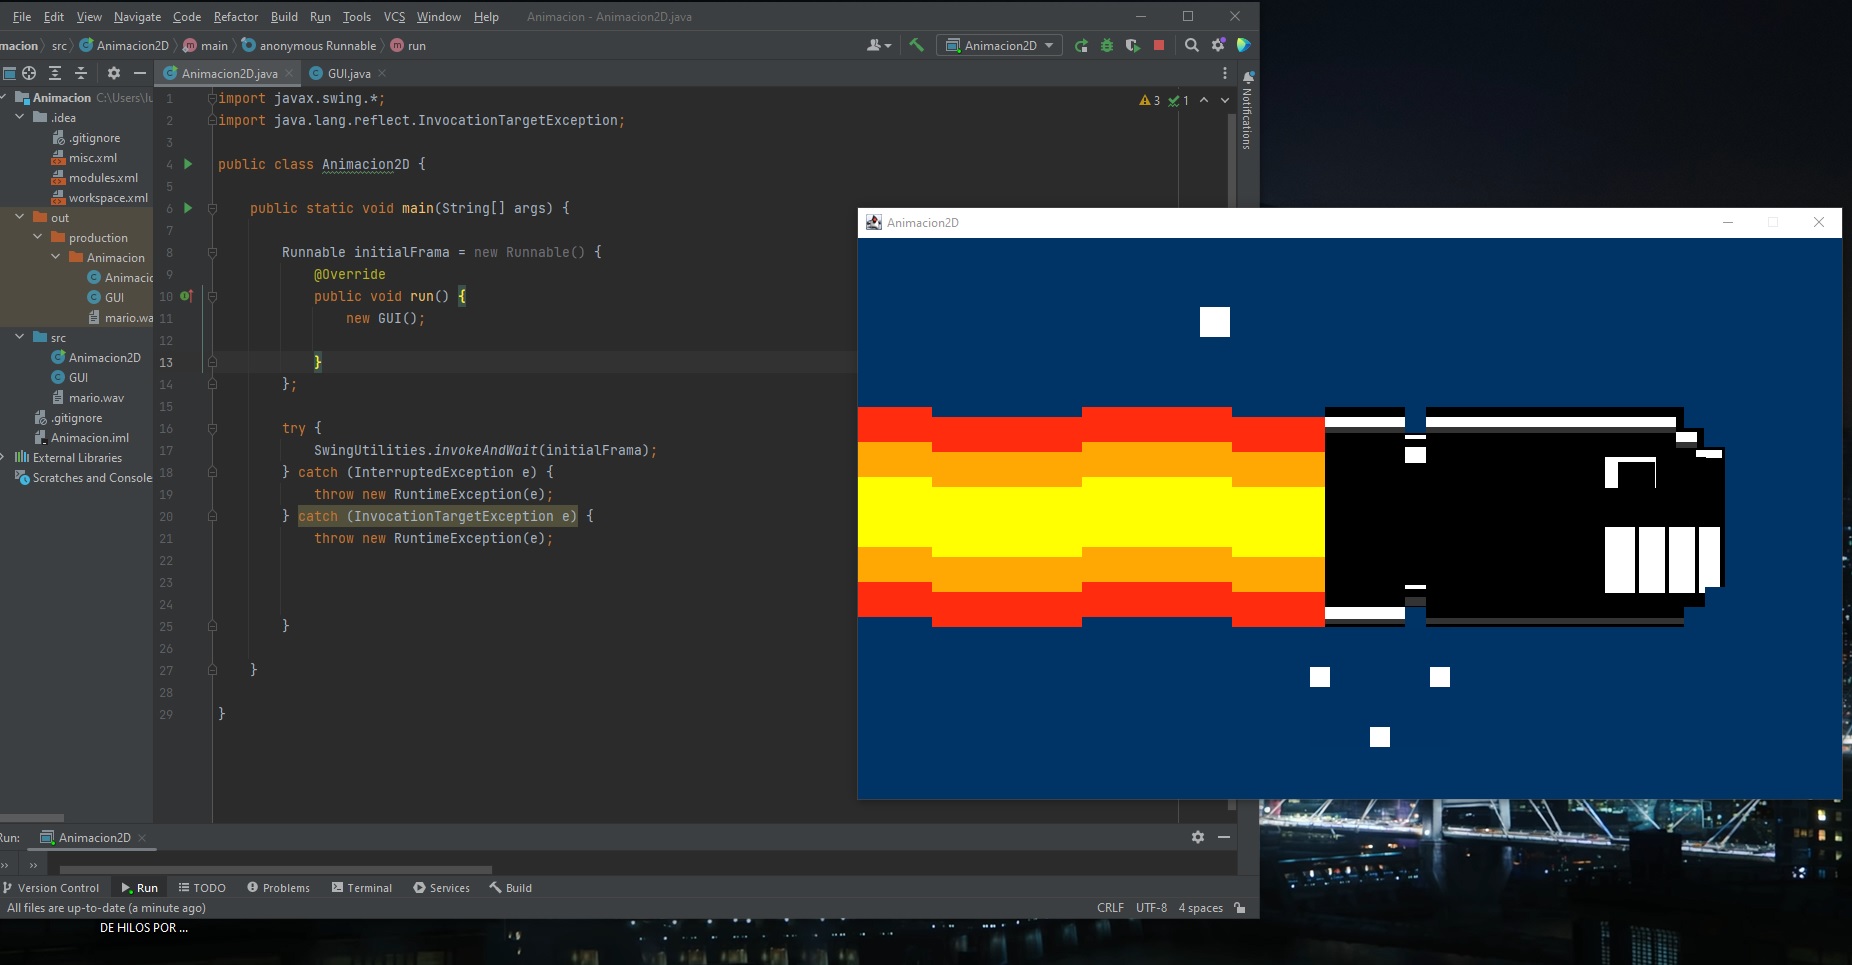 File Edit View Navigate Code Refactor Build Run Tools VCS Window Help Animacion - Animacion2D.java
macion src Animacion2D main anonymous Runnable run Animacion2D
Animacion2D.java GUI.java
Animacion C:\Users\lu
.idea
.gitignore
misc.xml
modules.xml
workspace.xml
out
production
Animacion
Animacio
GUI
mario.wa
src
Animacion2D
GUI
mario.wav
.gitignore
Animacion.iml
External Libraries
Scratches and Console
1 import javax.swing.*;
2 import java.lang.reflect.InvocationTargetException;
3
4 public class Animacion2D {
5
6 public static void main(String[] args) {
7
8 Runnable initialFrama = new Runnable() {
9 @Override
10 public void run() {
11 new GUI();
12
13 }
14 };
15
16 try {
17 SwingUtilities.invokeAndWait(initialFrama);
18 } catch (InterruptedException e) {
19 throw new RuntimeException(e);
20 } catch (InvocationTargetException e) {
21 throw new RuntimeException(e);
22
23
24
25 }
26
27 }
28
29 }
3 1
Notifications
Animacion2D
Run: Animacion2D
Version Control Run TODO Problems Terminal Services Build
All files are up-to-date (a minute ago) CRLF UTF-8 4 spaces
DE HILOS POR ...